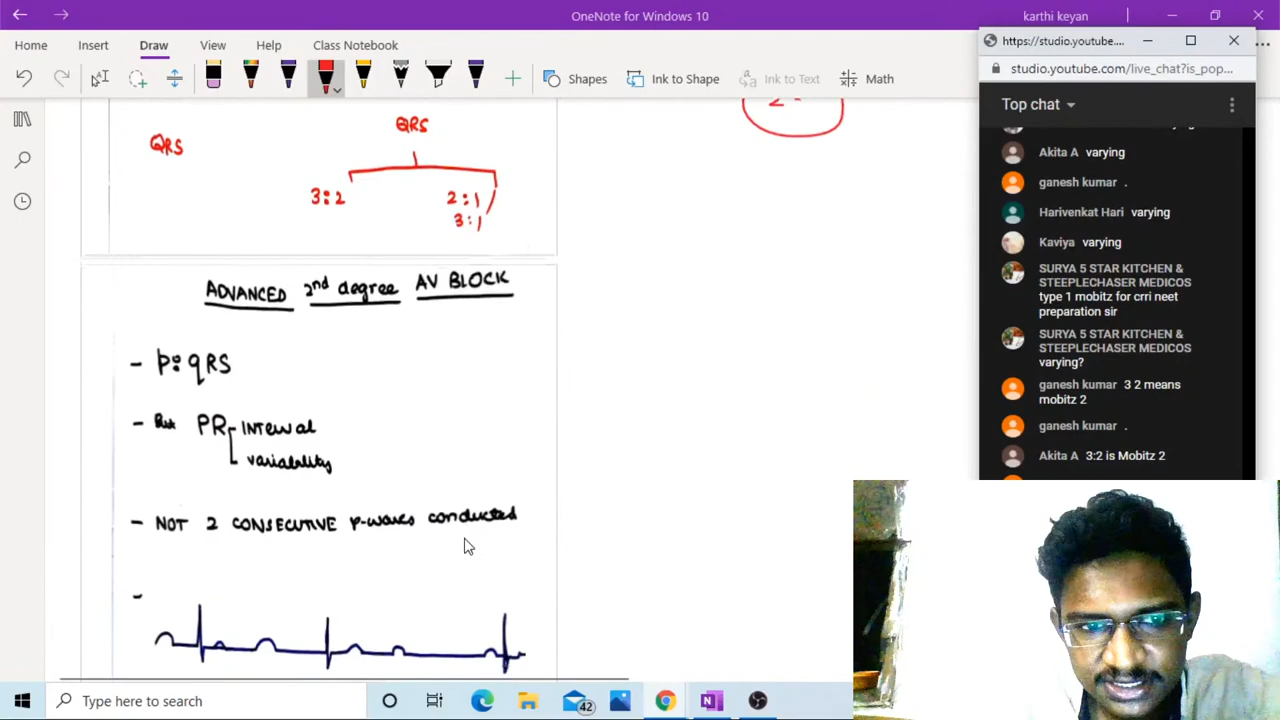 OneNote for Windows 10
karthi keyan
Home Insert Draw View Help Class Notebook
Shapes Ink to Shape Ink to Text Math
QRS
QRS
3:2 2:1
3:1
ADVANCED 2nd degree AV BLOCK
- p:qRS
- PR-INTERVAL
variability
- NOT 2 CONSECUTIVE p-waves conducted
-
https://studio.youtube....
studio.youtube.com/live_chat?is_pop...
Top chat
Akita A varying
ganesh kumar .
Harivenkat Hari varying
Kaviya varying
SURYA 5 STAR KITCHEN &
STEEPLECHASER MEDICOS
type 1 mobitz for crri neet
preparation sir
SURYA 5 STAR KITCHEN &
STEEPLECHASER MEDICOS
varying?
ganesh kumar 3 2 means
mobitz 2
ganesh kumar .
Akita A 3:2 is Mobitz 2
Type here to search
42